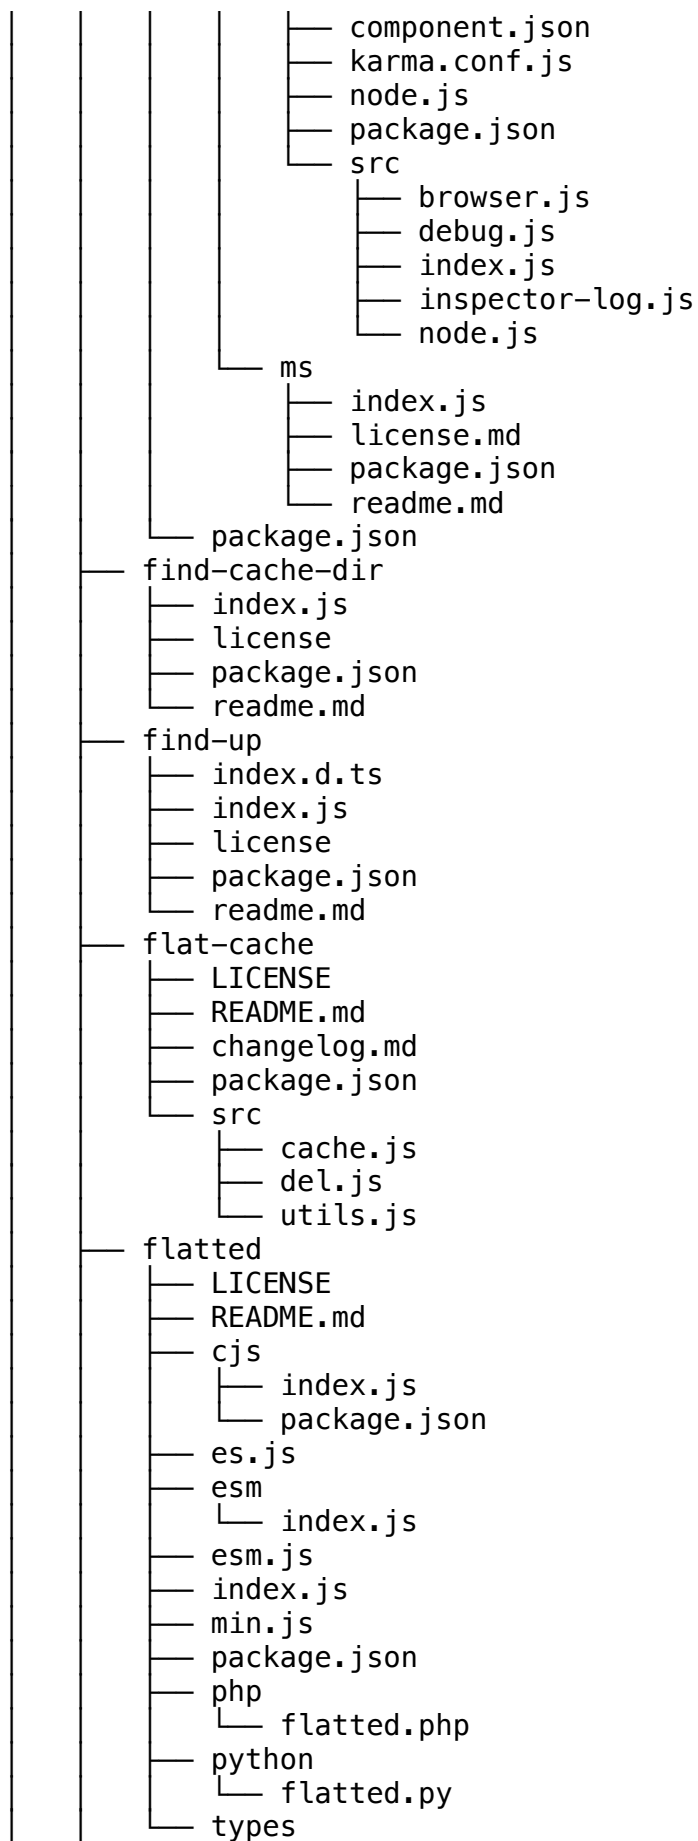 │   │   │   │   ├── component.json
│   │   │   │   ├── karma.conf.js
│   │   │   │   ├── node.js
│   │   │   │   ├── package.json
│   │   │   │   └── src
│   │   │   │       ├── browser.js
│   │   │   │       ├── debug.js
│   │   │   │       ├── index.js
│   │   │   │       ├── inspector-log.js
│   │   │   │       └── node.js
│   │   │   └── ms
│   │   │       ├── index.js
│   │   │       ├── license.md
│   │   │       ├── package.json
│   │   │       └── readme.md
│   │   └── package.json
│   ├── find-cache-dir
│   │   ├── index.js
│   │   ├── license
│   │   ├── package.json
│   │   └── readme.md
│   ├── find-up
│   │   ├── index.d.ts
│   │   ├── index.js
│   │   ├── license
│   │   ├── package.json
│   │   └── readme.md
│   ├── flat-cache
│   │   ├── LICENSE
│   │   ├── README.md
│   │   ├── changelog.md
│   │   ├── package.json
│   │   └── src
│   │       ├── cache.js
│   │       ├── del.js
│   │       └── utils.js
│   ├── flatted
│   │   ├── LICENSE
│   │   ├── README.md
│   │   ├── cjs
│   │   │   ├── index.js
│   │   │   └── package.json
│   │   ├── es.js
│   │   ├── esm
│   │   │   └── index.js
│   │   ├── esm.js
│   │   ├── index.js
│   │   ├── min.js
│   │   ├── package.json
│   │   ├── php
│   │   │   └── flatted.php
│   │   ├── python
│   │   │   └── flatted.py
│   │   └── types